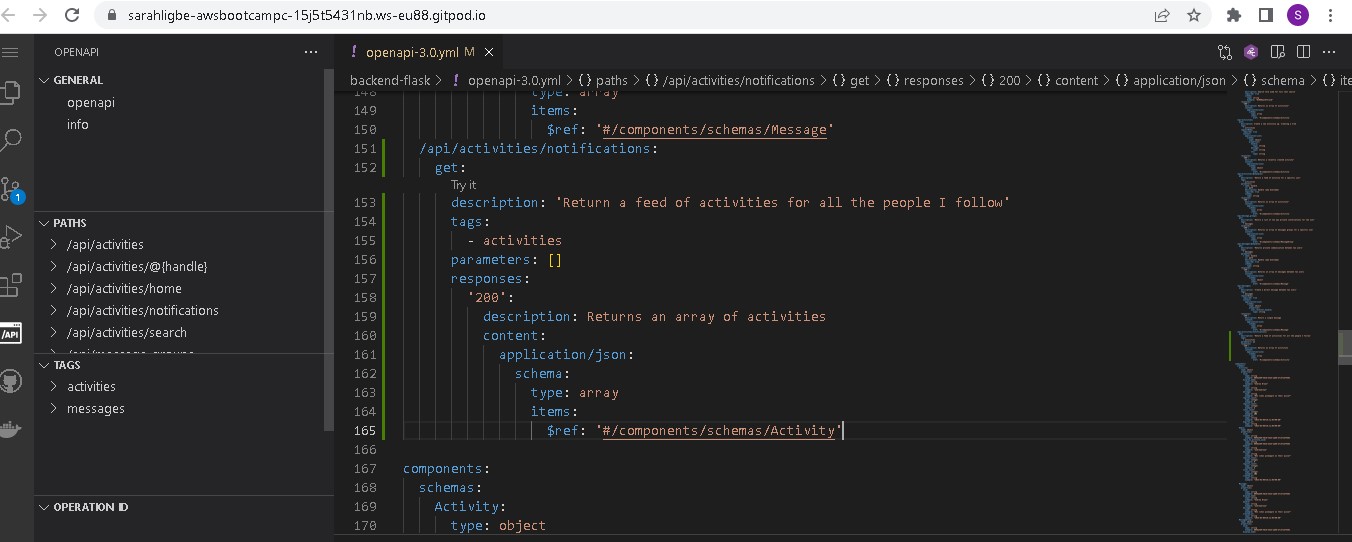 sarahligbe-awsbootcampc-15j5t5431nb.ws-eu88.gitpod.io
S
OPENAPI
GENERAL
openapi
info
PATHS
/api/activities
/api/activities/@{handle}
/api/activities/home
/api/activities/notifications
/api/activities/search
/api/message_groups
TAGS
activities
messages
OPERATION ID
1
/API
! openapi-3.0.yml M ×
backend-flask > ! openapi-3.0.yml > {} paths > {} /api/activities/notifications > {} get > {} responses > {} 200 > {} content > {} application/json > {} schema > {} ite
148 type: array
149 items:
150 $ref: '#/components/schemas/Message'
151 /api/activities/notifications:
152 get:
Try it
153 description: 'Return a feed of activities for all the people I follow'
154 tags:
155 - activities
156 parameters: []
157 responses:
158 '200':
159 description: Returns an array of activities
160 content:
161 application/json:
162 schema:
163 type: array
164 items:
165 $ref: '#/components/schemas/Activity'
166
167 components:
168 schemas:
169 Activity:
170 type: object